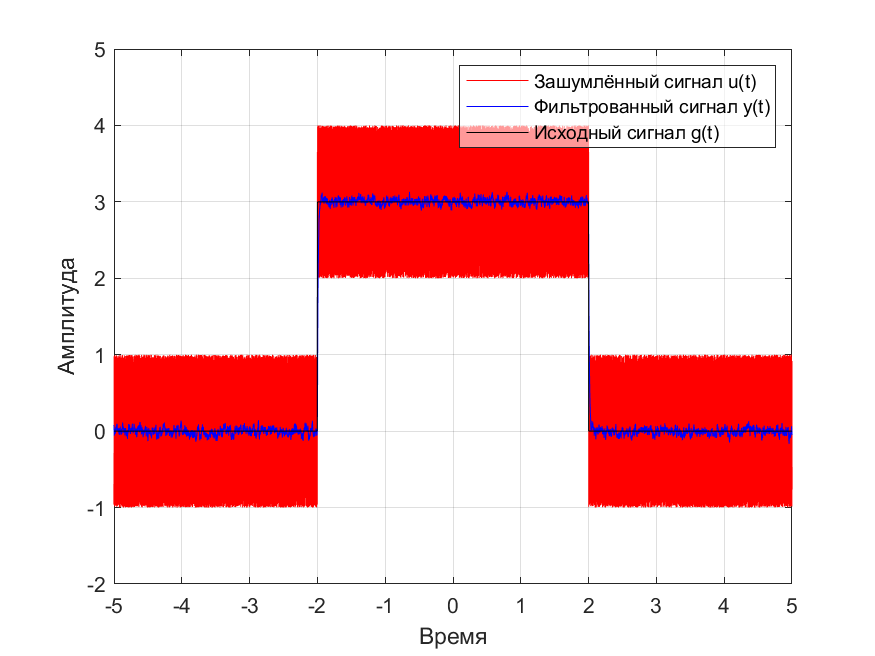 5
4
3
2
1
0
-1
-2
Амплитуда
Зашумлённый сигнал u(t)
Фильтрованный сигнал y(t)
Исходный сигнал g(t)
-5 -4 -3 -2 -1 0 1 2 3 4 5
Время